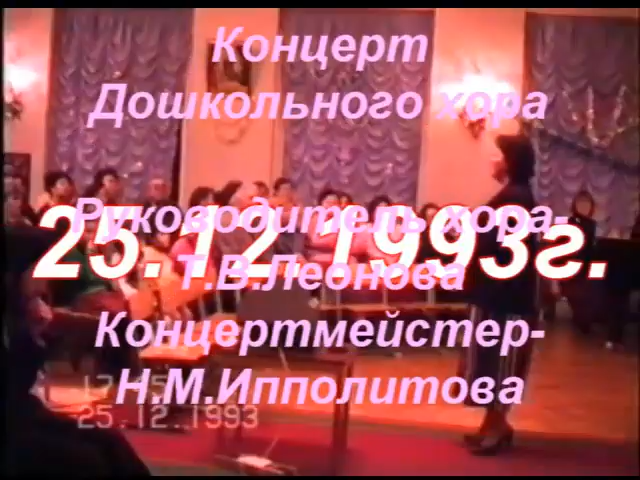 Концерт
Дошкольного хора
Руководитель хора-
25.12.1993г.
Т.В.Леонова
Концертмейстер-
Н.М.Ипполитова
25.12.1993